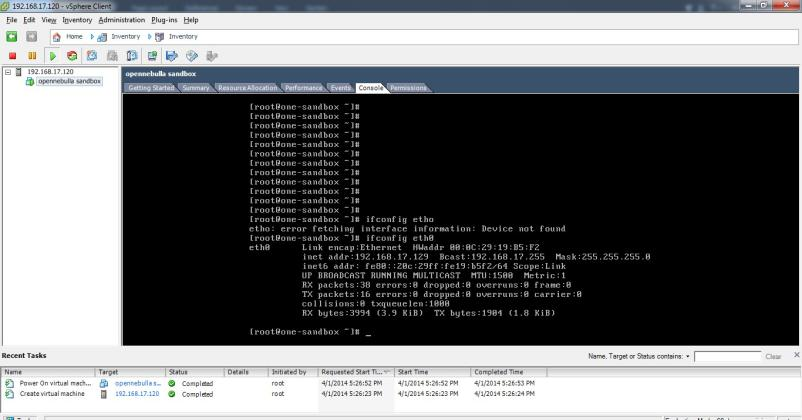 192.168.17.120 - vSphere Client
File Edit View Inventory Administration Plug-ins Help
Home Inventory Inventory
192.168.17.120
opennebulla sandbox
opennebulla sandbox
Getting Started Summary Resource Allocation Performance Events Console Permissions
[root@one-sandbox ~]#
[root@one-sandbox ~]#
[root@one-sandbox ~]#
[root@one-sandbox ~]#
[root@one-sandbox ~]#
[root@one-sandbox ~]#
[root@one-sandbox ~]#
[root@one-sandbox ~]#
[root@one-sandbox ~]#
[root@one-sandbox ~]#
[root@one-sandbox ~]#
[root@one-sandbox ~]#
[root@one-sandbox ~]# ifconfig etho
etho: error fetching interface information: Device not found
[root@one-sandbox ~]# ifconfig eth0
eth0 Link encap:Ethernet HWaddr 00:0C:29:19:B5:F2
inet addr:192.168.17.129 Bcast:192.168.17.255 Mask:255.255.255.0
inet6 addr: fe80::20c:29ff:fe19:b5f2/64 Scope:Link
UP BROADCAST RUNNING MULTICAST MTU:1500 Metric:1
RX packets:38 errors:0 dropped:0 overruns:0 frame:0
TX packets:16 errors:0 dropped:0 overruns:0 carrier:0
collisions:0 txqueuelen:1000
RX bytes:3994 (3.9 KiB) TX bytes:1904 (1.8 KiB)
[root@one-sandbox ~]# _
Recent Tasks Name, Target or Status contains: Clear
Name Target Status Details Initiated by Requested Start Ti... Start Time Completed Time
Power On virtual mach... opennebulla s... Completed root 4/1/2014 5:26:52 PM 4/1/2014 5:26:52 PM 4/1/2014 5:26:53 PM
Create virtual machine 192.168.17.120 Completed root 4/1/2014 5:26:23 PM 4/1/2014 5:26:23 PM 4/1/2014 5:26:24 PM